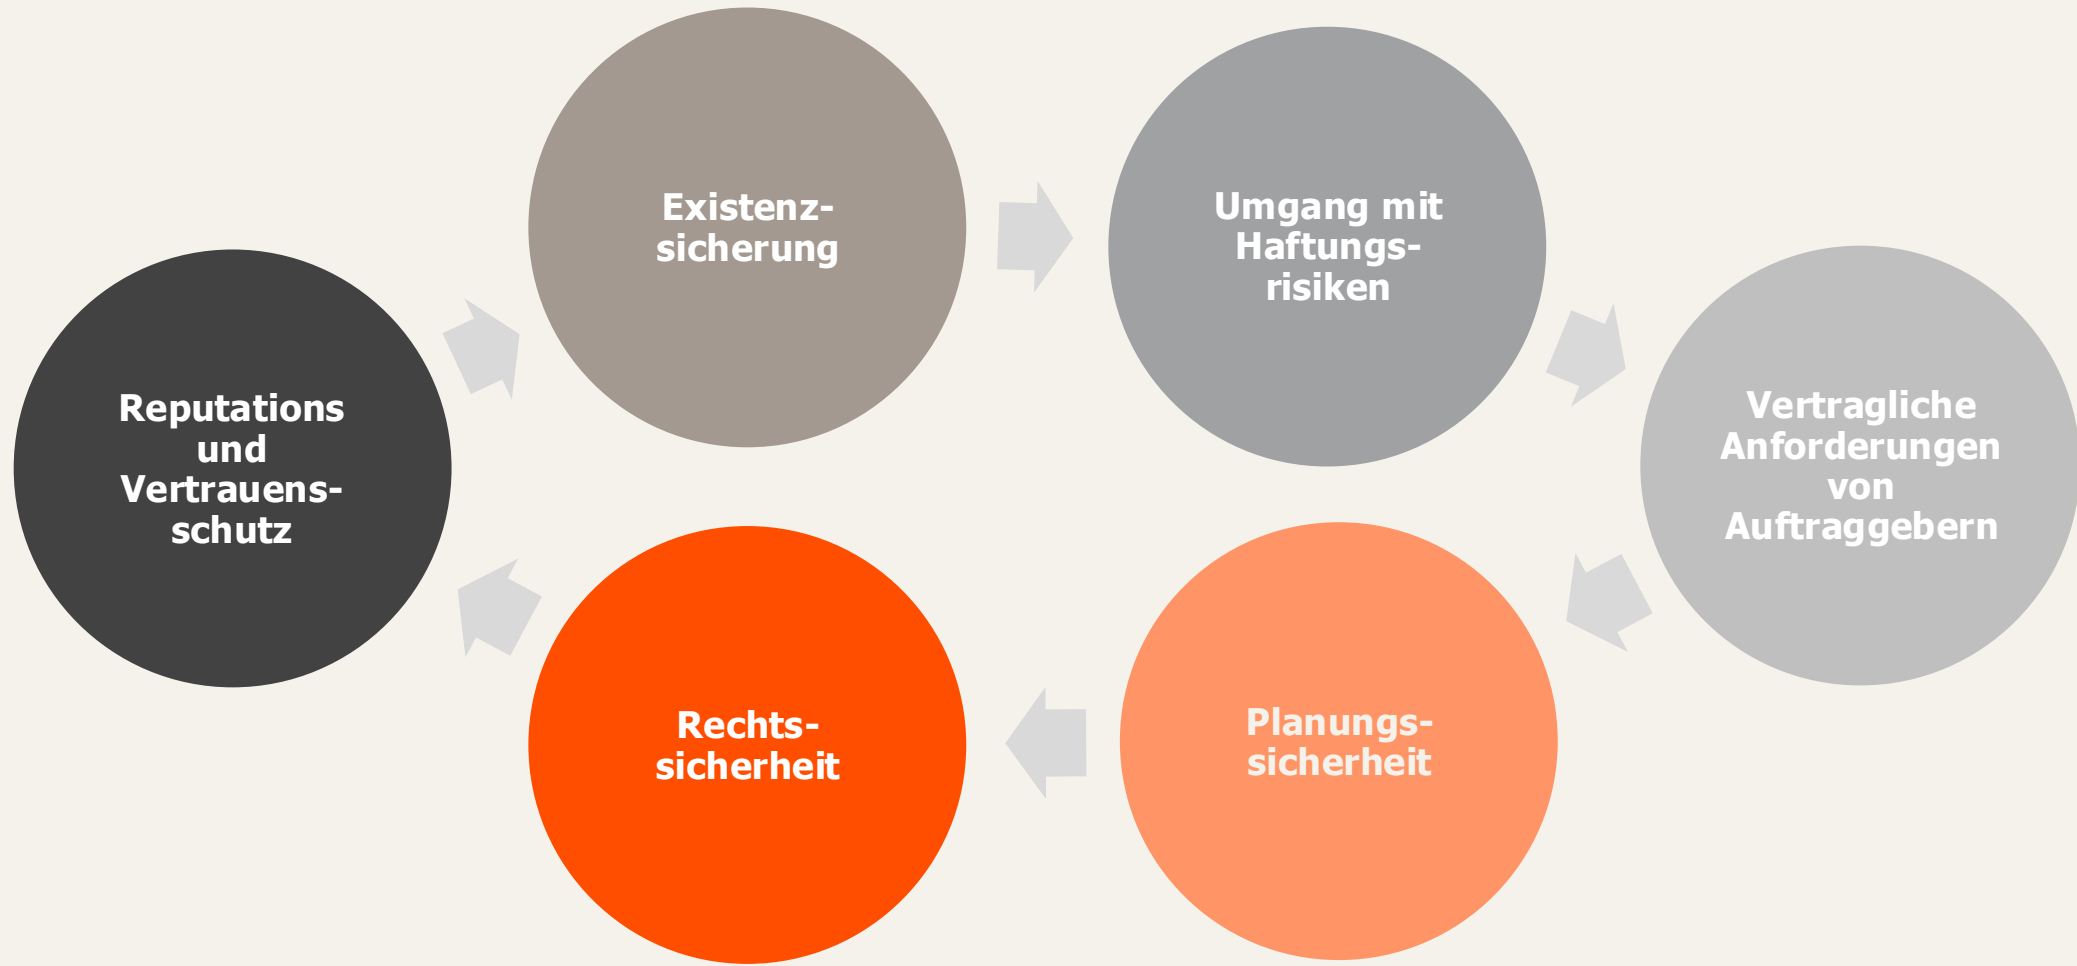 Existenz-
sicherung
Umgang mit
Haftungs-
risiken
Vertragliche
Anforderungen
von
Auftraggebern
Planungs-
sicherheit
Rechts-
sicherheit
Reputations
und
Vertrauens-
schutz